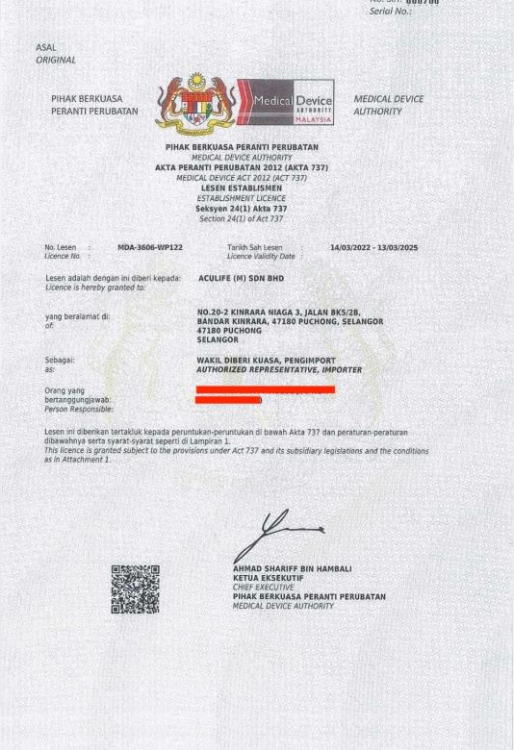 No. Siri: 006766
Serial No.:
ASAL
ORIGINAL
PIHAK BERKUASA
PERANTI PERUBATAN
Medical Device
AUTHORITY
MALAYSIA
MEDICAL DEVICE
AUTHORITY
PIHAK BERKUASA PERANTI PERUBATAN
MEDICAL DEVICE AUTHORITY
AKTA PERANTI PERUBATAN 2012 (AKTA 737)
MEDICAL DEVICE ACT 2012 (ACT 737)
LESEN ESTABLISMEN
ESTABLISHMENT LICENCE
Seksyen 24(1) Akta 737
Section 24(1) of Act 737
No. Lesen : MDA-3606-WP122 Tarikh Sah Lesen : 14/03/2022 - 13/03/2025
Licence No. Licence Validity Date
Lesen adalah dengan ini diberi kepada: ACULIFE (M) SDN BHD
Licence is hereby granted to:
yang beralamat di:
of:
NO.20-2 KINRARA NIAGA 3, JALAN BK5/2B,
BANDAR KINRARA, 47180 PUCHONG, SELANGOR
47180 PUCHONG
SELANGOR
Sebagai: WAKIL DIBERI KUASA, PENGIMPORT
as: AUTHORIZED REPRESENTATIVE, IMPORTER
Orang yang
bertanggungjawab:
Person Responsible:
Lesen ini diberikan tertakluk kepada peruntukan-peruntukan di bawah Akta 737 dan peraturan-peraturan
dibawahnya serta syarat-syarat seperti di Lampiran 1.
This licence is granted subject to the provisions under Act 737 and its subsidiary legislations and the conditions
as in Attachment 1.
AHMAD SHARIFF BIN HAMBALI
KETUA EKSEKUTIF
CHIEF EXECUTIVE
PIHAK BERKUASA PERANTI PERUBATAN
MEDICAL DEVICE AUTHORITY